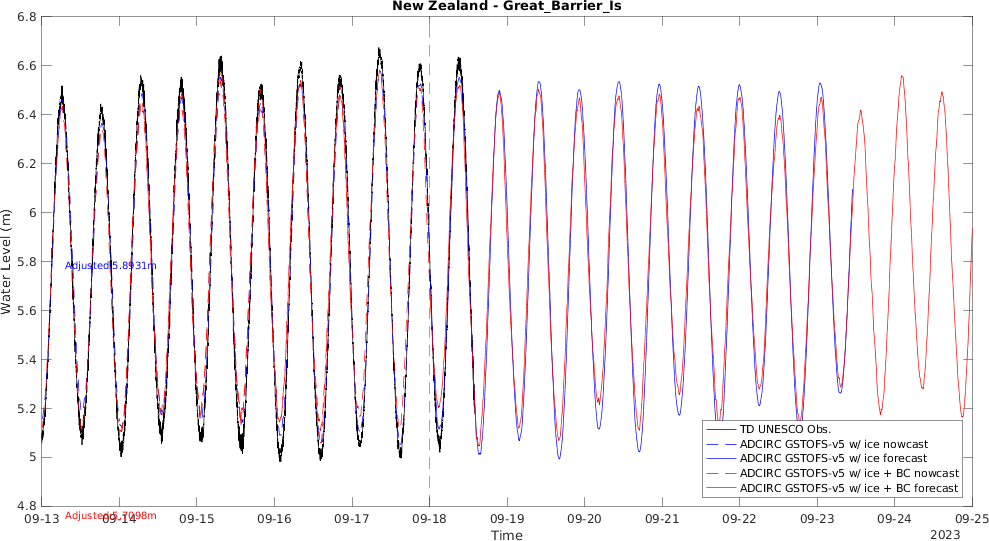 New Zealand - Great_Barrier_Is
6.8
6.6
6.4
6.2
6
5.8
5.6
5.4
5.2
5
4.8
Water Level (m)
Adjusted 5.8931m
Adjusted 5.7098m
TD UNESCO Obs.
ADCIRC GSTOFS-v5 w/ ice nowcast
ADCIRC GSTOFS-v5 w/ ice forecast
ADCIRC GSTOFS-v5 w/ ice + BC nowcast
ADCIRC GSTOFS-v5 w/ ice + BC forecast
09-13 09-14 09-15 09-16 09-17 09-18 09-19 09-20 09-21 09-22 09-23 09-24 09-25
Time
2023